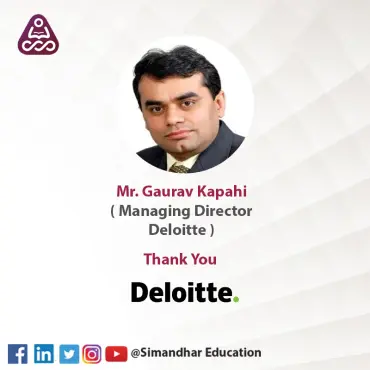 Mr. Gaurav Kapahi
( Managing Director
Deloitte )
Thank You
Deloitte.
@Simandhar Education